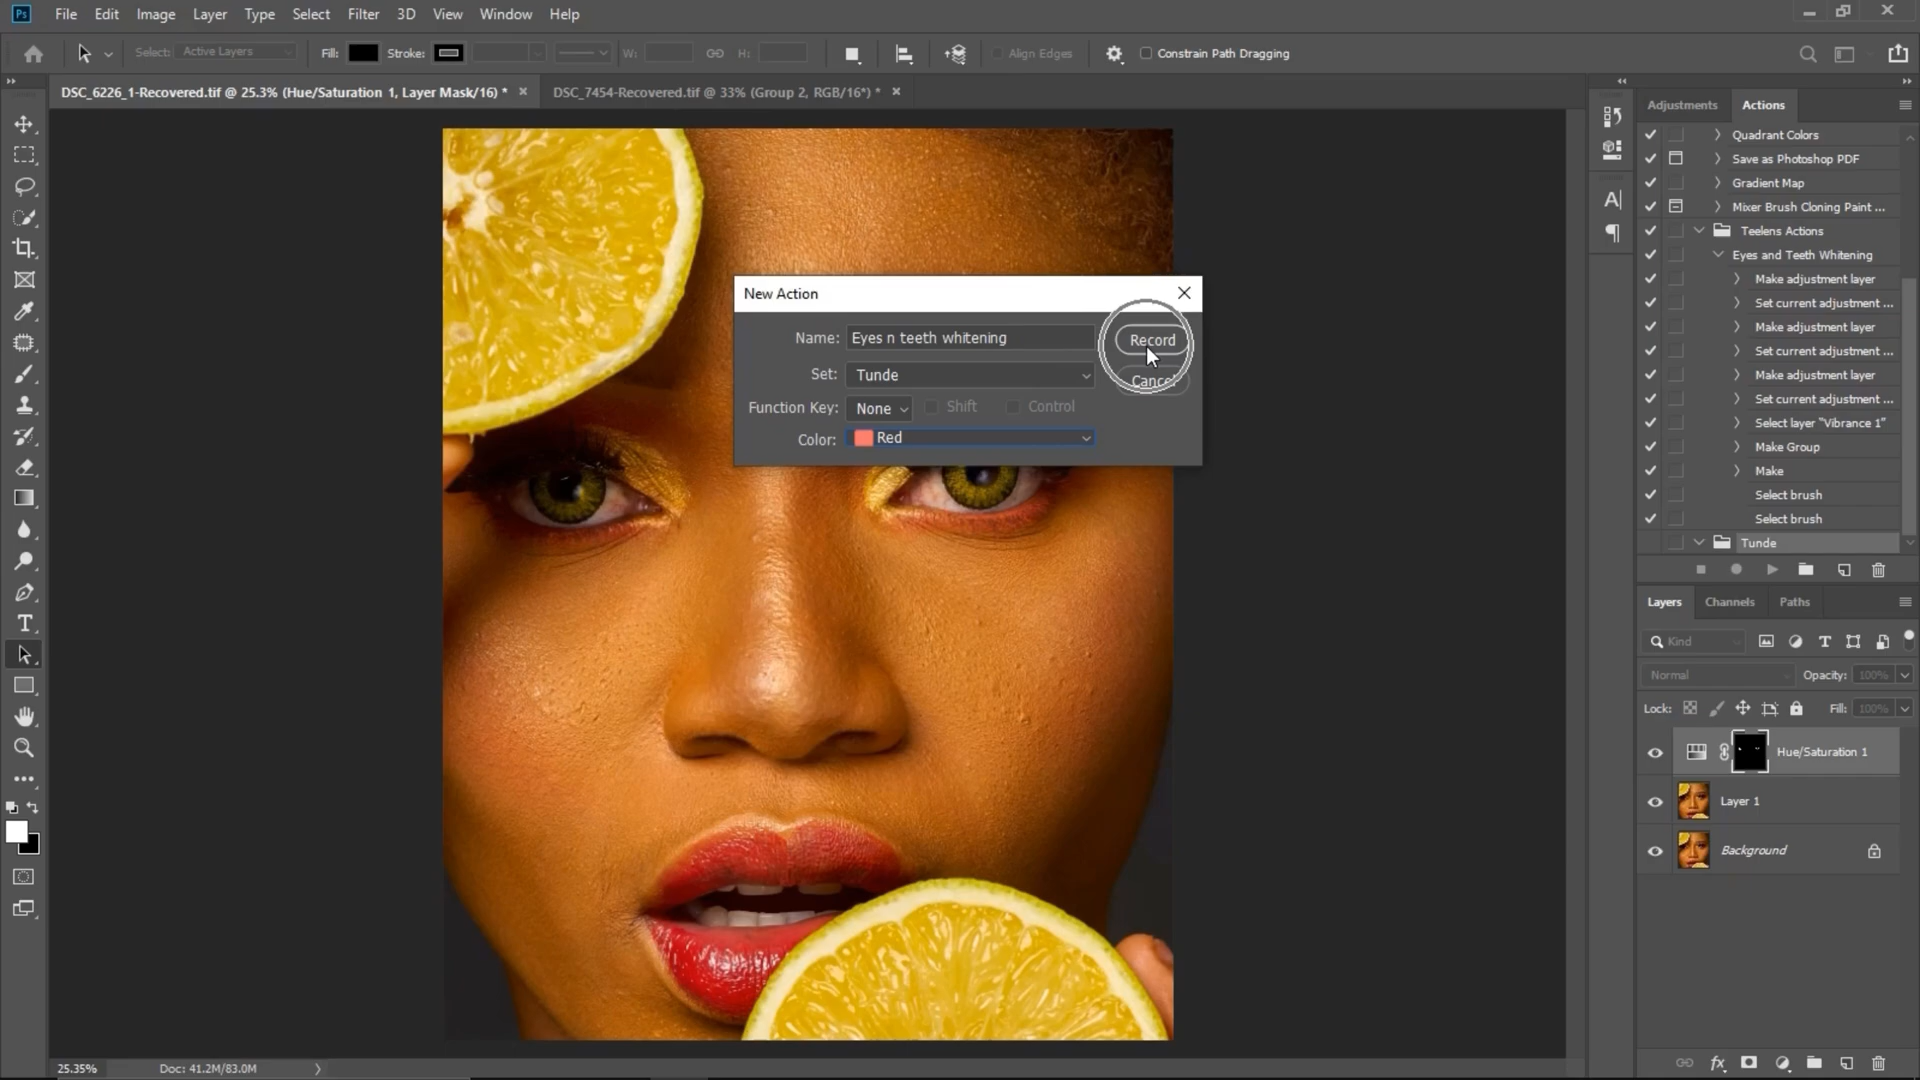 Ps File Edit Image Layer Type Select Filter 3D View Window Help
Select: Active Layers Fill: Stroke: W: H: Align Edges Constrain Path Dragging
DSC_6226_1-Recovered.tif @ 25.3% (Hue/Saturation 1, Layer Mask/16) * DSC_7454-Recovered.tif @ 33% (Group 2, RGB/16*) *
Adjustments Actions
Quadrant Colors
Save as Photoshop PDF
Gradient Map
Mixer Brush Cloning Paint ...
Teelens Actions
Eyes and Teeth Whitening
Make adjustment layer
Set current adjustment ...
Make adjustment layer
Set current adjustment ...
Make adjustment layer
Set current adjustment ...
Select layer "Vibrance 1"
Make Group
Make
Select brush
Select brush
Tunde
New Action
Name: Eyes n teeth whitening Record
Set: Tunde Cancel
Function Key: None Shift Control
Color: Red
Layers Channels Paths
Kind
Normal Opacity: 100%
Lock: Fill: 100%
Hue/Saturation 1
Layer 1
Background
25.35% Doc: 41.2M/83.0M